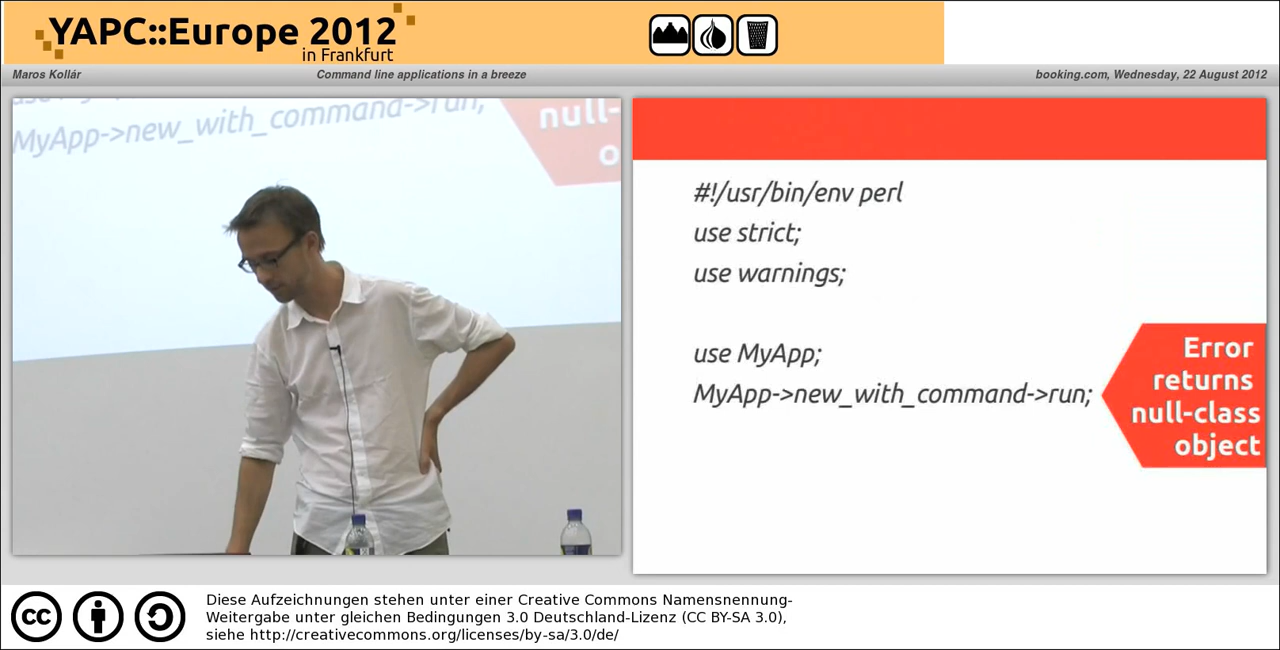 YAPC::Europe 2012
in Frankfurt
Maros Kollár
Command line applications in a breeze
booking.com, Wednesday, 22 August 2012
MyApp->new_with_command->run;
null-
o
#!/usr/bin/env perl
use strict;
use warnings;
use MyApp;
MyApp->new_with_command->run;
Error
returns
null-class
object
cc
Diese Aufzeichnungen stehen unter einer Creative Commons Namensnennung-
Weitergabe unter gleichen Bedingungen 3.0 Deutschland-Lizenz (CC BY-SA 3.0),
siehe http://creativecommons.org/licenses/by-sa/3.0/de/